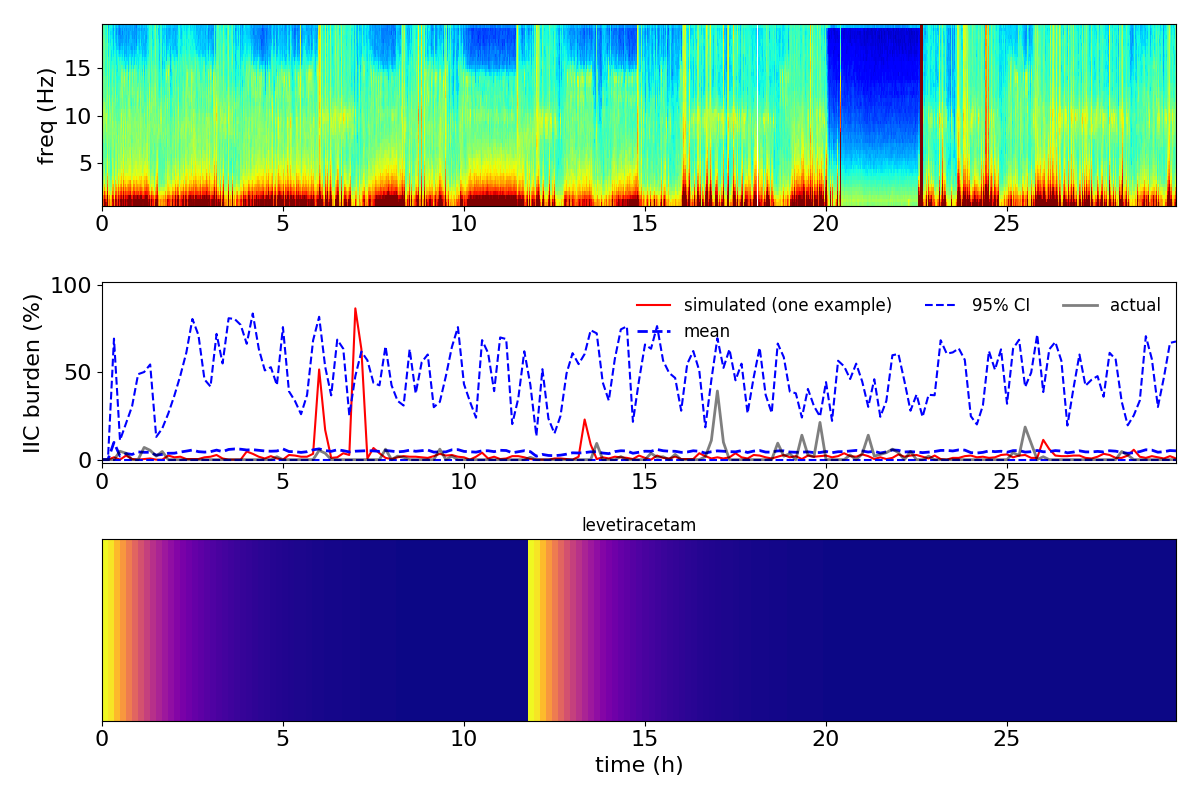 freq (Hz)
15
10
5
0 5 10 15 20 25
IIC burden (%)
100
50
0
simulated (one example) 95% CI actual
mean
0 5 10 15 20 25
levetiracetam
0 5 10 15 20 25
time (h)